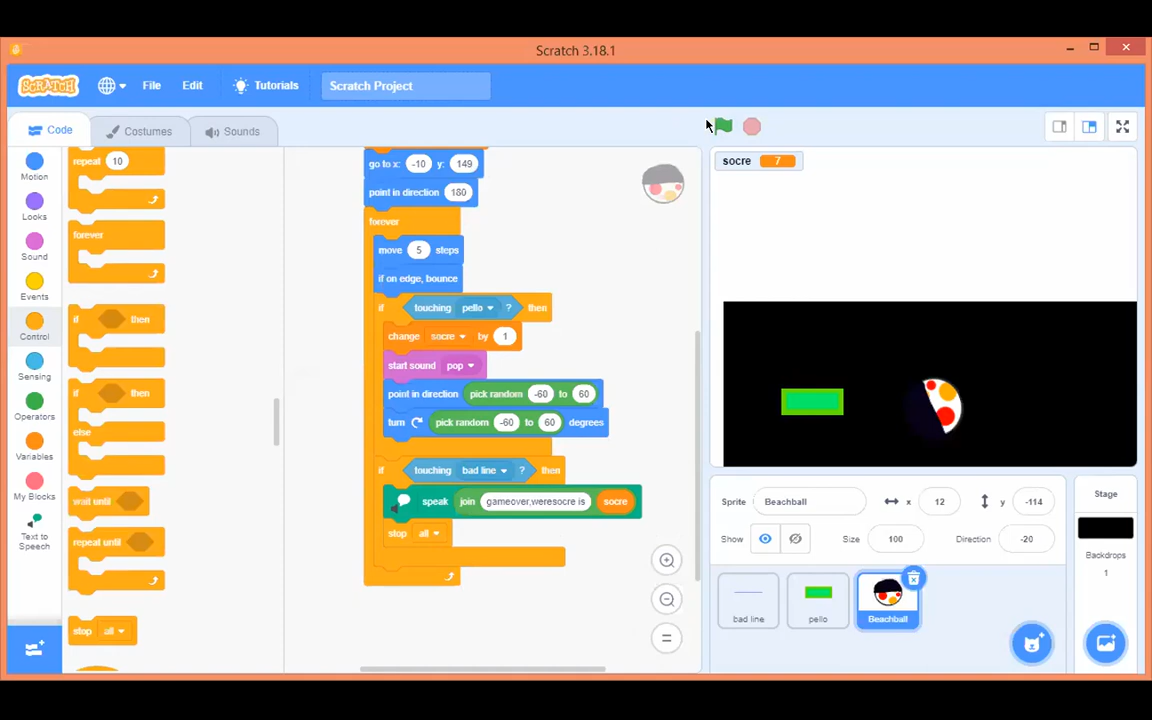 Scratch 3.18.1
SCRATCH
File
Edit
Tutorials
Scratch Project
Code
Costumes
Sounds
Motion
Looks
Sound
Events
Control
Sensing
Operators
Variables
My Blocks
Text to
Speech
repeat 10
forever
if then
if then
else
wait until
repeat until
stop all
go to x: -10 y: 149
point in direction 180
forever
move 5 steps
if on edge, bounce
if touching pello ? then
change socre by 1
start sound pop
point in direction pick random -60 to 60
turn pick random -60 to 60 degrees
if touching bad line ? then
speak join gameover,weresocre is socre
stop all
socre 7
Sprite Beachball x 12 y -114
Show Size 100 Direction -20
bad line
pello
Beachball
Stage
Backdrops
1